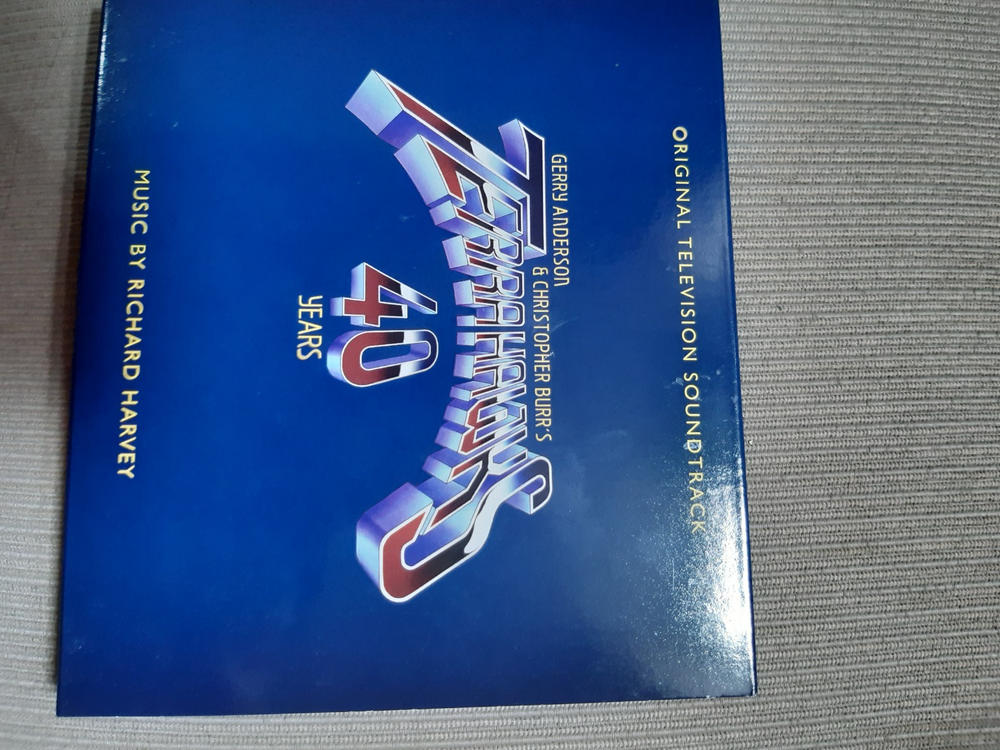 ORIGINAL TELEVISION SOUNDTRACK
GERRY ANDERSON
& CHRISTOPHER BURR'S
TERRAHAWKS
40
YEARS
MUSIC BY RICHARD HARVEY